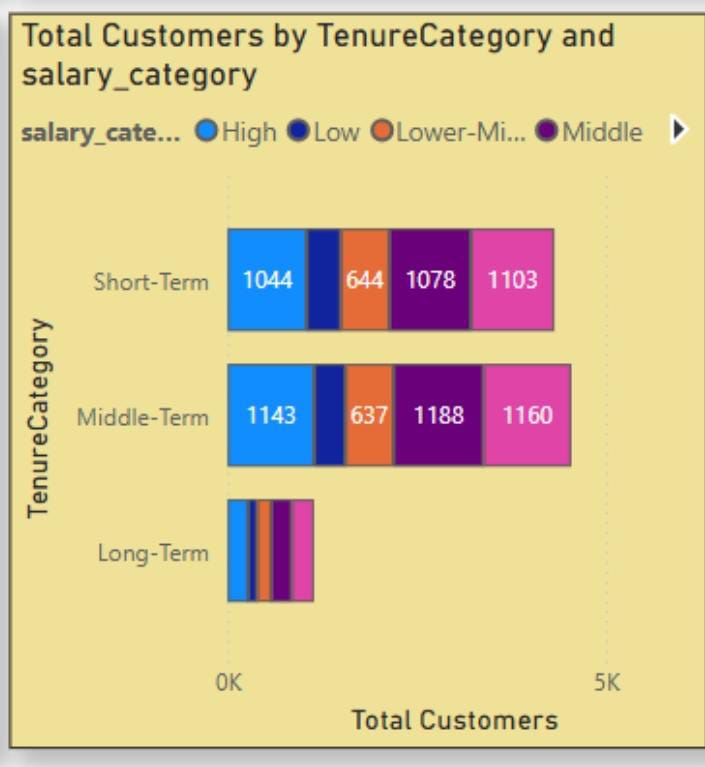 Total Customers by TenureCategory and
salary_category
salary_cate... High Low Lower-Mi... Middle
Short-Term 1044 644 1078 1103
Middle-Term 1143 637 1188 1160
Long-Term
TenureCategory
0K 5K
Total Customers